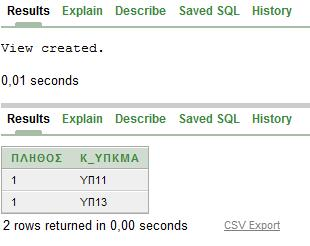 Results Explain Describe Saved SQL History
View created.
0,01 seconds
Results Explain Describe Saved SQL History
ΠΛΗΘΟΣ Κ_ΥΠΚΜΑ
1 ΥΠ11
1 ΥΠ13
2 rows returned in 0,00 seconds CSV Export